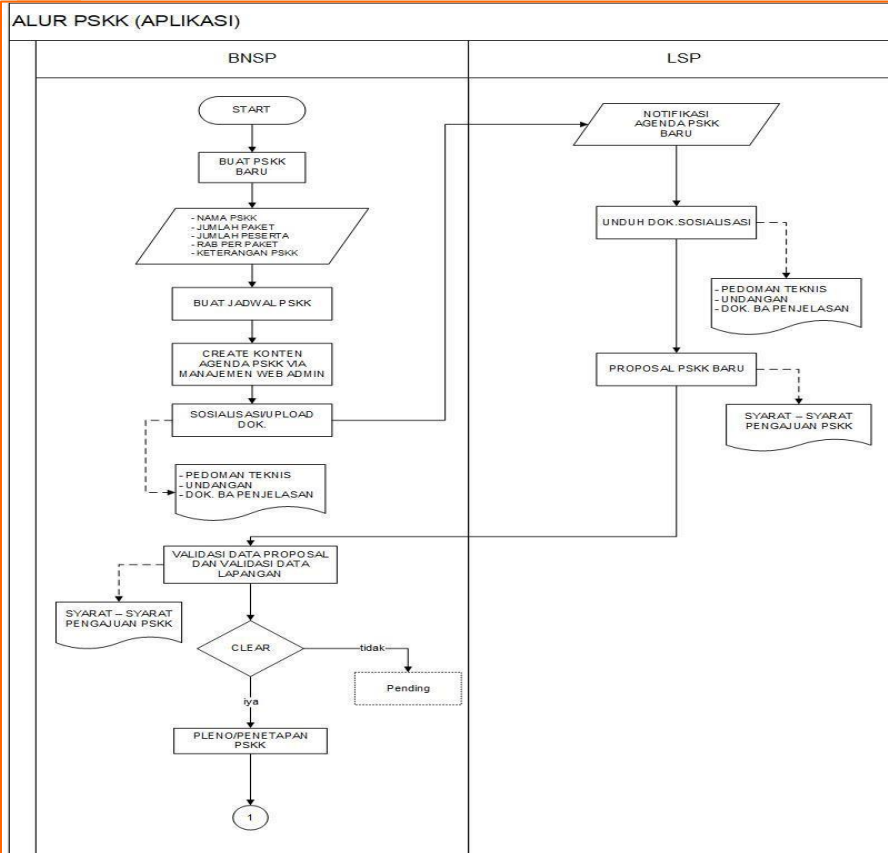 ALUR PSKK (APLIKASI)
BNSP
LSP
START
BUAT PSKK
BARU
- NAMA PSKK
- JUMLAH PAKET
- JUMLAH PESERTA
- RAB PER PAKET
- KETERANGAN PSKK
BUAT JADWAL PSKK
CREATE KONTEN
AGENDA PSKK VIA
MANAJEMEN WEB ADMIN
SOSIALISASI/UPLOAD
DOK.
- PEDOMAN TEKNIS
- UNDANGAN
- DOK. BA PENJELASAN
NOTIFIKASI
AGENDA PSKK
BARU
UNDUH DOK.SOSIALISASI
- PEDOMAN TEKNIS
- UNDANGAN
- DOK. BA PENJELASAN
PROPOSAL PSKK BARU
SYARAT – SYARAT
PENGAJUAN PSKK
VALIDASI DATA PROPOSAL
DAN VALIDASI DATA
LAPANGAN
SYARAT – SYARAT
PENGAJUAN PSKK
CLEAR
tidak
Pending
iya
PLENO/PENETAPAN
PSKK
1